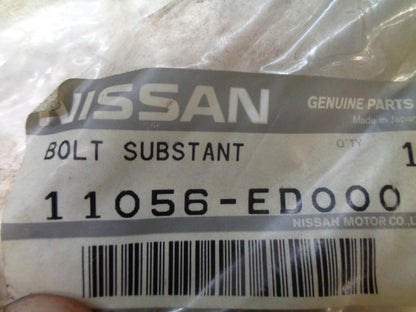 NISSAN
GENUINE PARTS
Made in Japan
BOLT SUBSTANT
Q'TY 1
11056-ED000
NISSAN MOTOR CO.,L